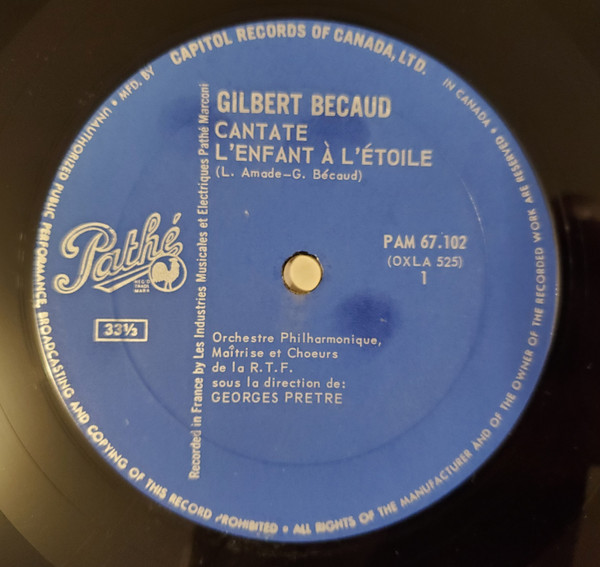 MFD. BY CAPITOL RECORDS OF CANADA, LTD. IN CANADA • ALL RIGHTS OF THE MANUFACTURER AND OF THE OWNER OF THE RECORDED WORK ARE RESERVED • UNAUTHORIZED PUBLIC PERFORMANCE, BROADCASTING AND COPYING OF THIS RECORD PROHIBITED •
GILBERT BECAUD
CANTATE
L'ENFANT À L'ÉTOILE
(L. Amade-G. Bécaud)
Recorded in France by Les Industries Musicales et Electriques Pathé Marconi
Pathé
REG'D
TRADE
MARK
33⅓
PAM 67.102
(OXLA 525)
1
Orchestre Philharmonique,
Maîtrise et Choeurs
de la R.T.F.
sous la direction de:
GEORGES PRETRE